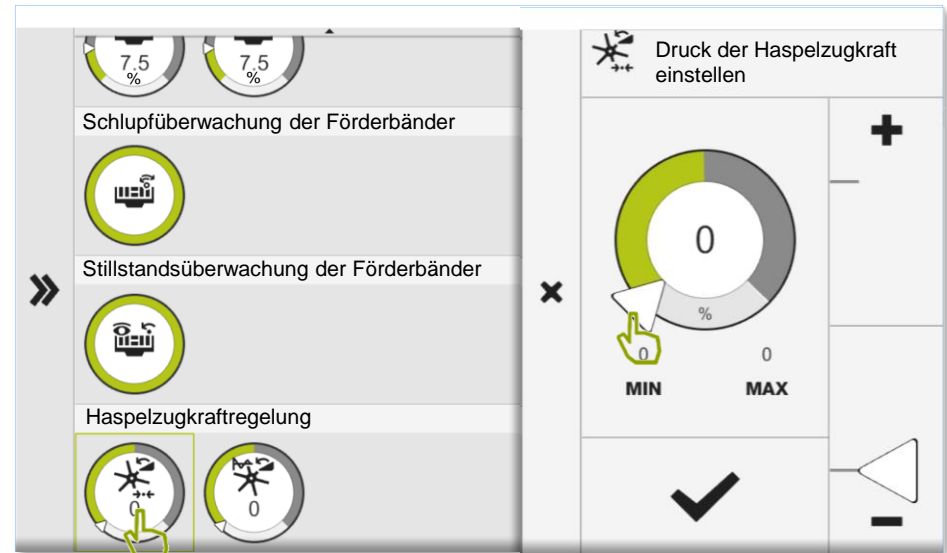 7.5
%
7.5
%
Schlupfüberwachung der Förderbänder
Stillstandsüberwachung der Förderbänder
Haspelzugkraftregelung
0
0
Druck der Haspelzugkraft
einstellen
0
%
0
0
MIN
MAX